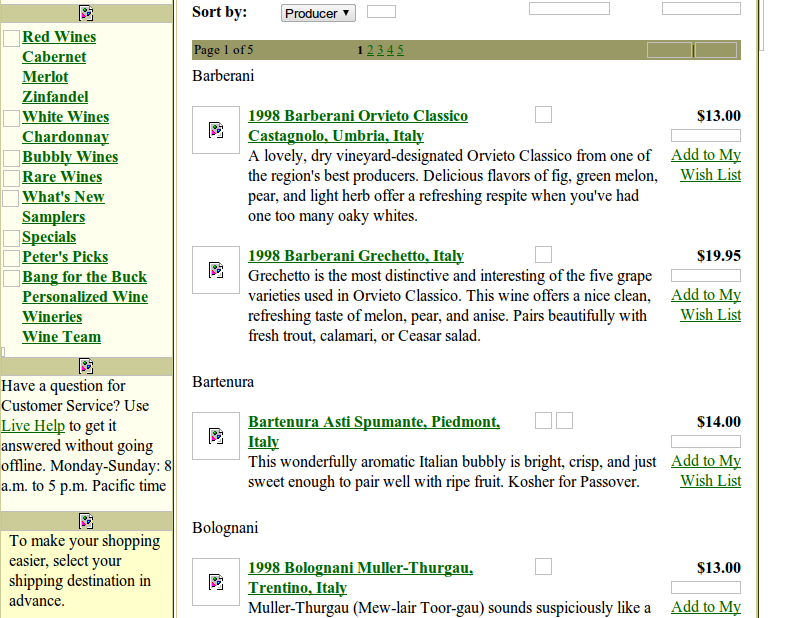 Red Wines
Cabernet
Merlot
Zinfandel
White Wines
Chardonnay
Bubbly Wines
Rare Wines
What's New
Samplers
Specials
Peter's Picks
Bang for the Buck
Personalized Wine
Wineries
Wine Team
Have a question for
Customer Service? Use
Live Help to get it
answered without going
offline. Monday-Sunday: 8
a.m. to 5 p.m. Pacific time
To make your shopping
easier, select your
shipping destination in
advance.
Sort by: Producer ▼
Page 1 of 5 1 2 3 4 5
Barberani
1998 Barberani Orvieto Classico
Castagnolo, Umbria, Italy
A lovely, dry vineyard-designated Orvieto Classico from one of
the region's best producers. Delicious flavors of fig, green melon,
pear, and light herb offer a refreshing respite when you've had
one too many oaky whites.
$13.00
Add to My
Wish List
1998 Barberani Grechetto, Italy
Grechetto is the most distinctive and interesting of the five grape
varieties used in Orvieto Classico. This wine offers a nice clean,
refreshing taste of melon, pear, and anise. Pairs beautifully with
fresh trout, calamari, or Ceasar salad.
$19.95
Add to My
Wish List
Bartenura
Bartenura Asti Spumante, Piedmont,
Italy
This wonderfully aromatic Italian bubbly is bright, crisp, and just
sweet enough to pair well with ripe fruit. Kosher for Passover.
$14.00
Add to My
Wish List
Bolognani
1998 Bolognani Muller-Thurgau,
Trentino, Italy
Muller-Thurgau (Mew-lair Toor-gau) sounds suspiciously like a
$13.00
Add to My